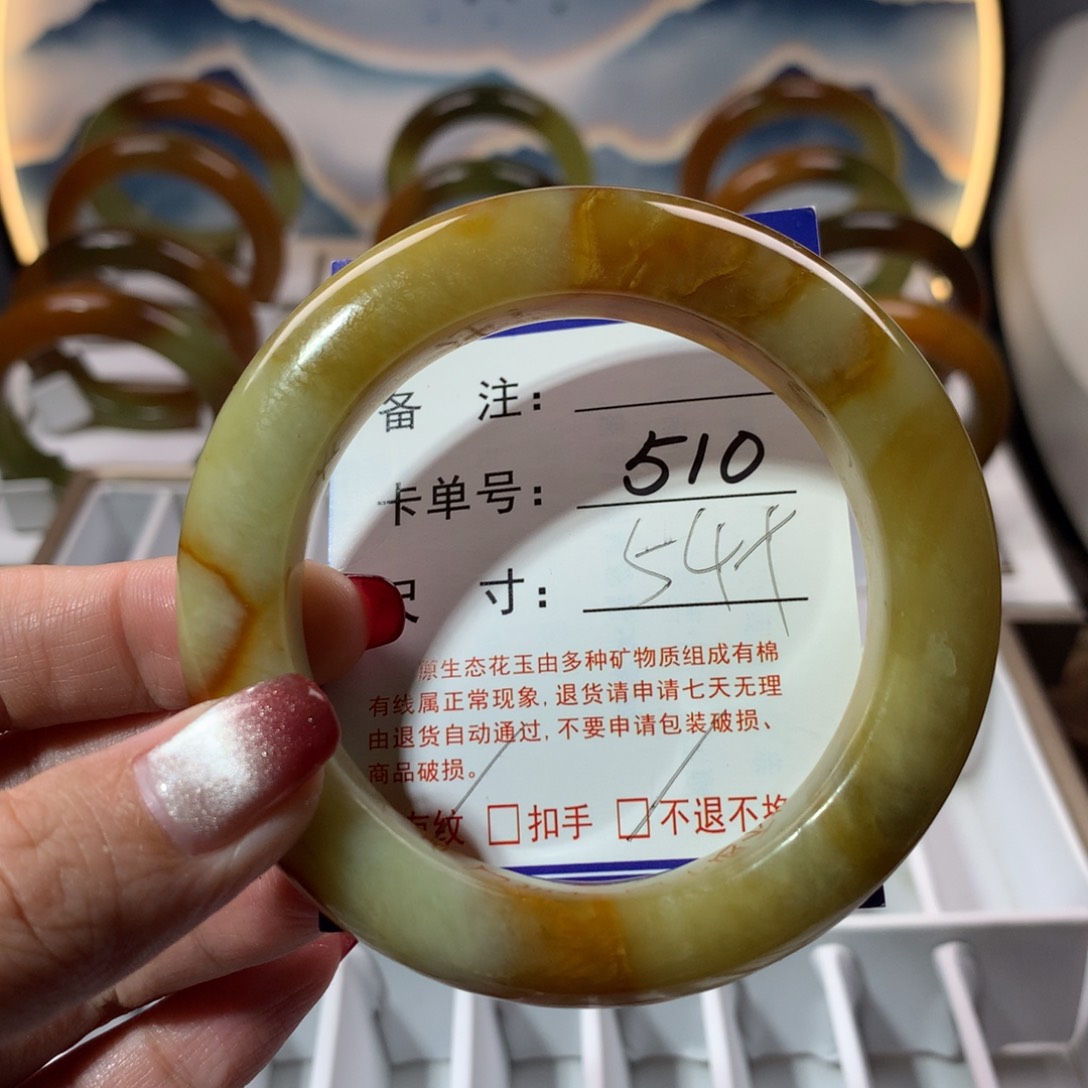 备 注：
卡单号： 510
尺 寸： 54
原生态花玉由多种矿物质组成有棉
有线属正常现象，退货请申请七天无理
由退货自动通过，不要申请包装破损、
商品破损。
纹 □扣手 □不退不换